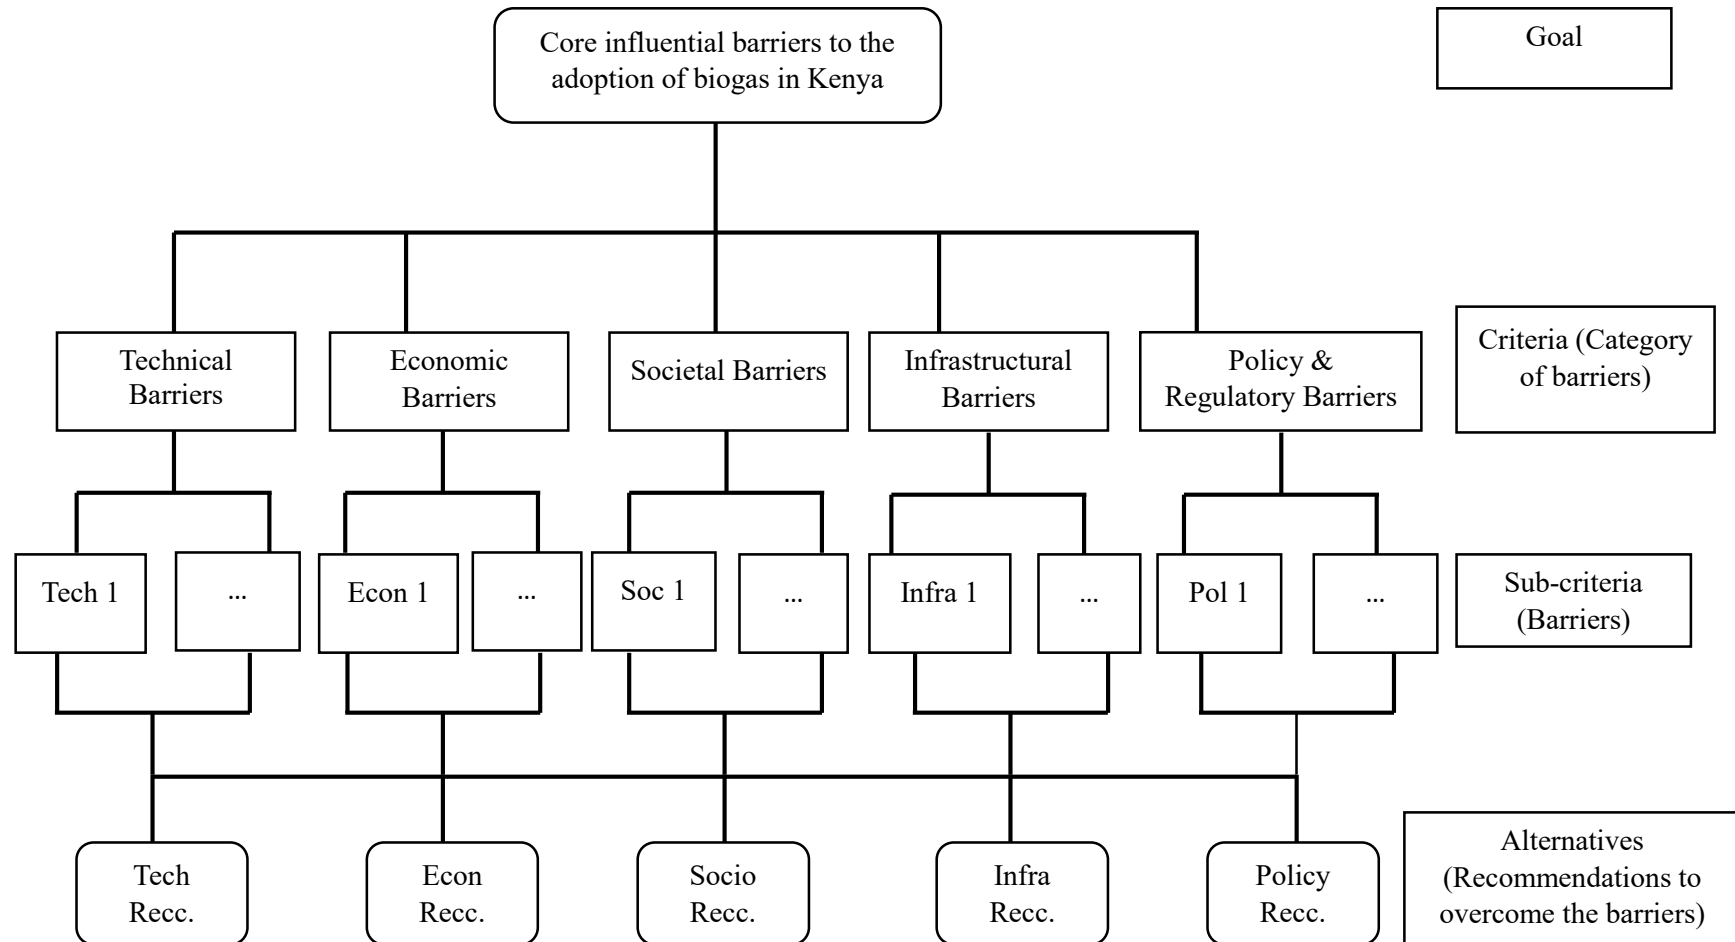 Core influential barriers to the
adoption of biogas in Kenya
Goal
Technical
Barriers
Economic
Barriers
Societal Barriers
Infrastructural
Barriers
Policy &
Regulatory Barriers
Criteria (Category
of barriers)
Tech 1
...
Econ 1
...
Soc 1
...
Infra 1
...
Pol 1
...
Sub-criteria
(Barriers)
Tech
Recc.
Econ
Recc.
Socio
Recc.
Infra
Recc.
Policy
Recc.
Alternatives
(Recommendations to
overcome the barriers)